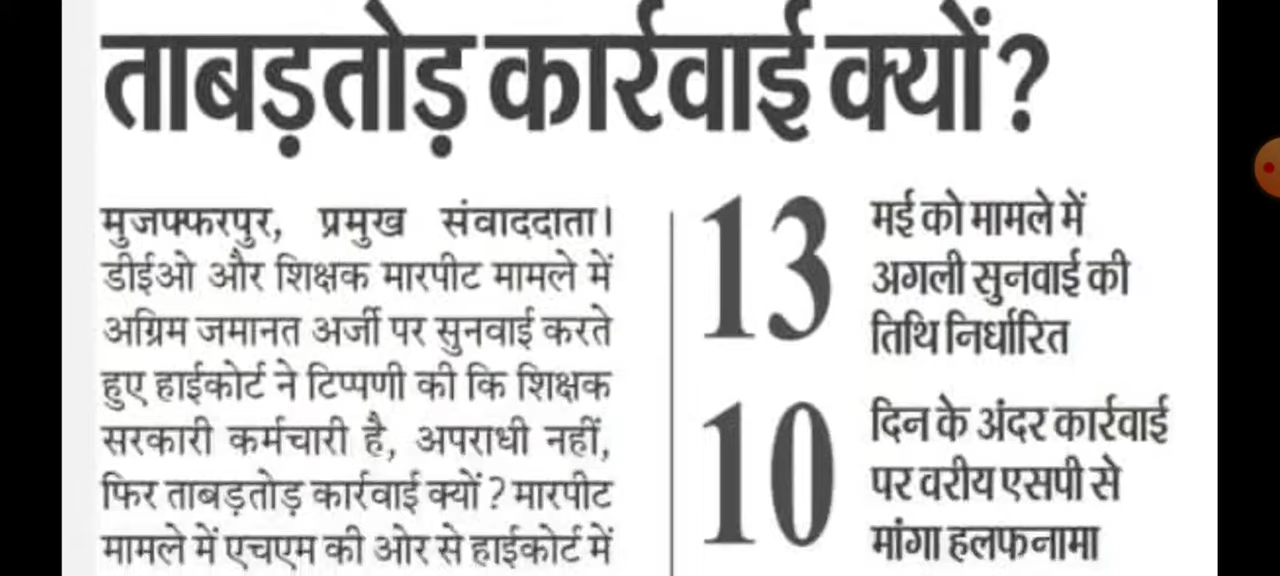 ताबड़तोड़ कार्रवाई क्यों?
मुजफ्फरपुर, प्रमुख संवाददाता।
डीईओ और शिक्षक मारपीट मामले में
अग्रिम जमानत अर्जी पर सुनवाई करते
हुए हाईकोर्ट ने टिप्पणी की कि शिक्षक
सरकारी कर्मचारी है, अपराधी नहीं,
फिर ताबड़तोड़ कार्रवाई क्यों? मारपीट
मामले में एचएम की ओर से हाईकोर्ट में
13
मई को मामले में
अगली सुनवाई की
तिथि निर्धारित
10
दिन के अंदर कार्रवाई
पर वरीय एसपी से
मांगा हलफनामा